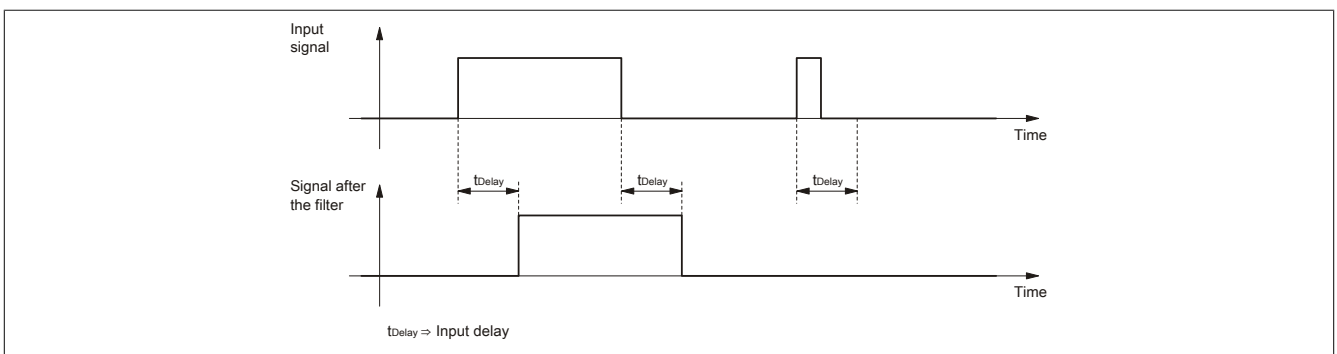 Input
signal
Time
tDelay
tDelay
tDelay
Signal after
the filter
Time
tDelay ⇒ Input delay